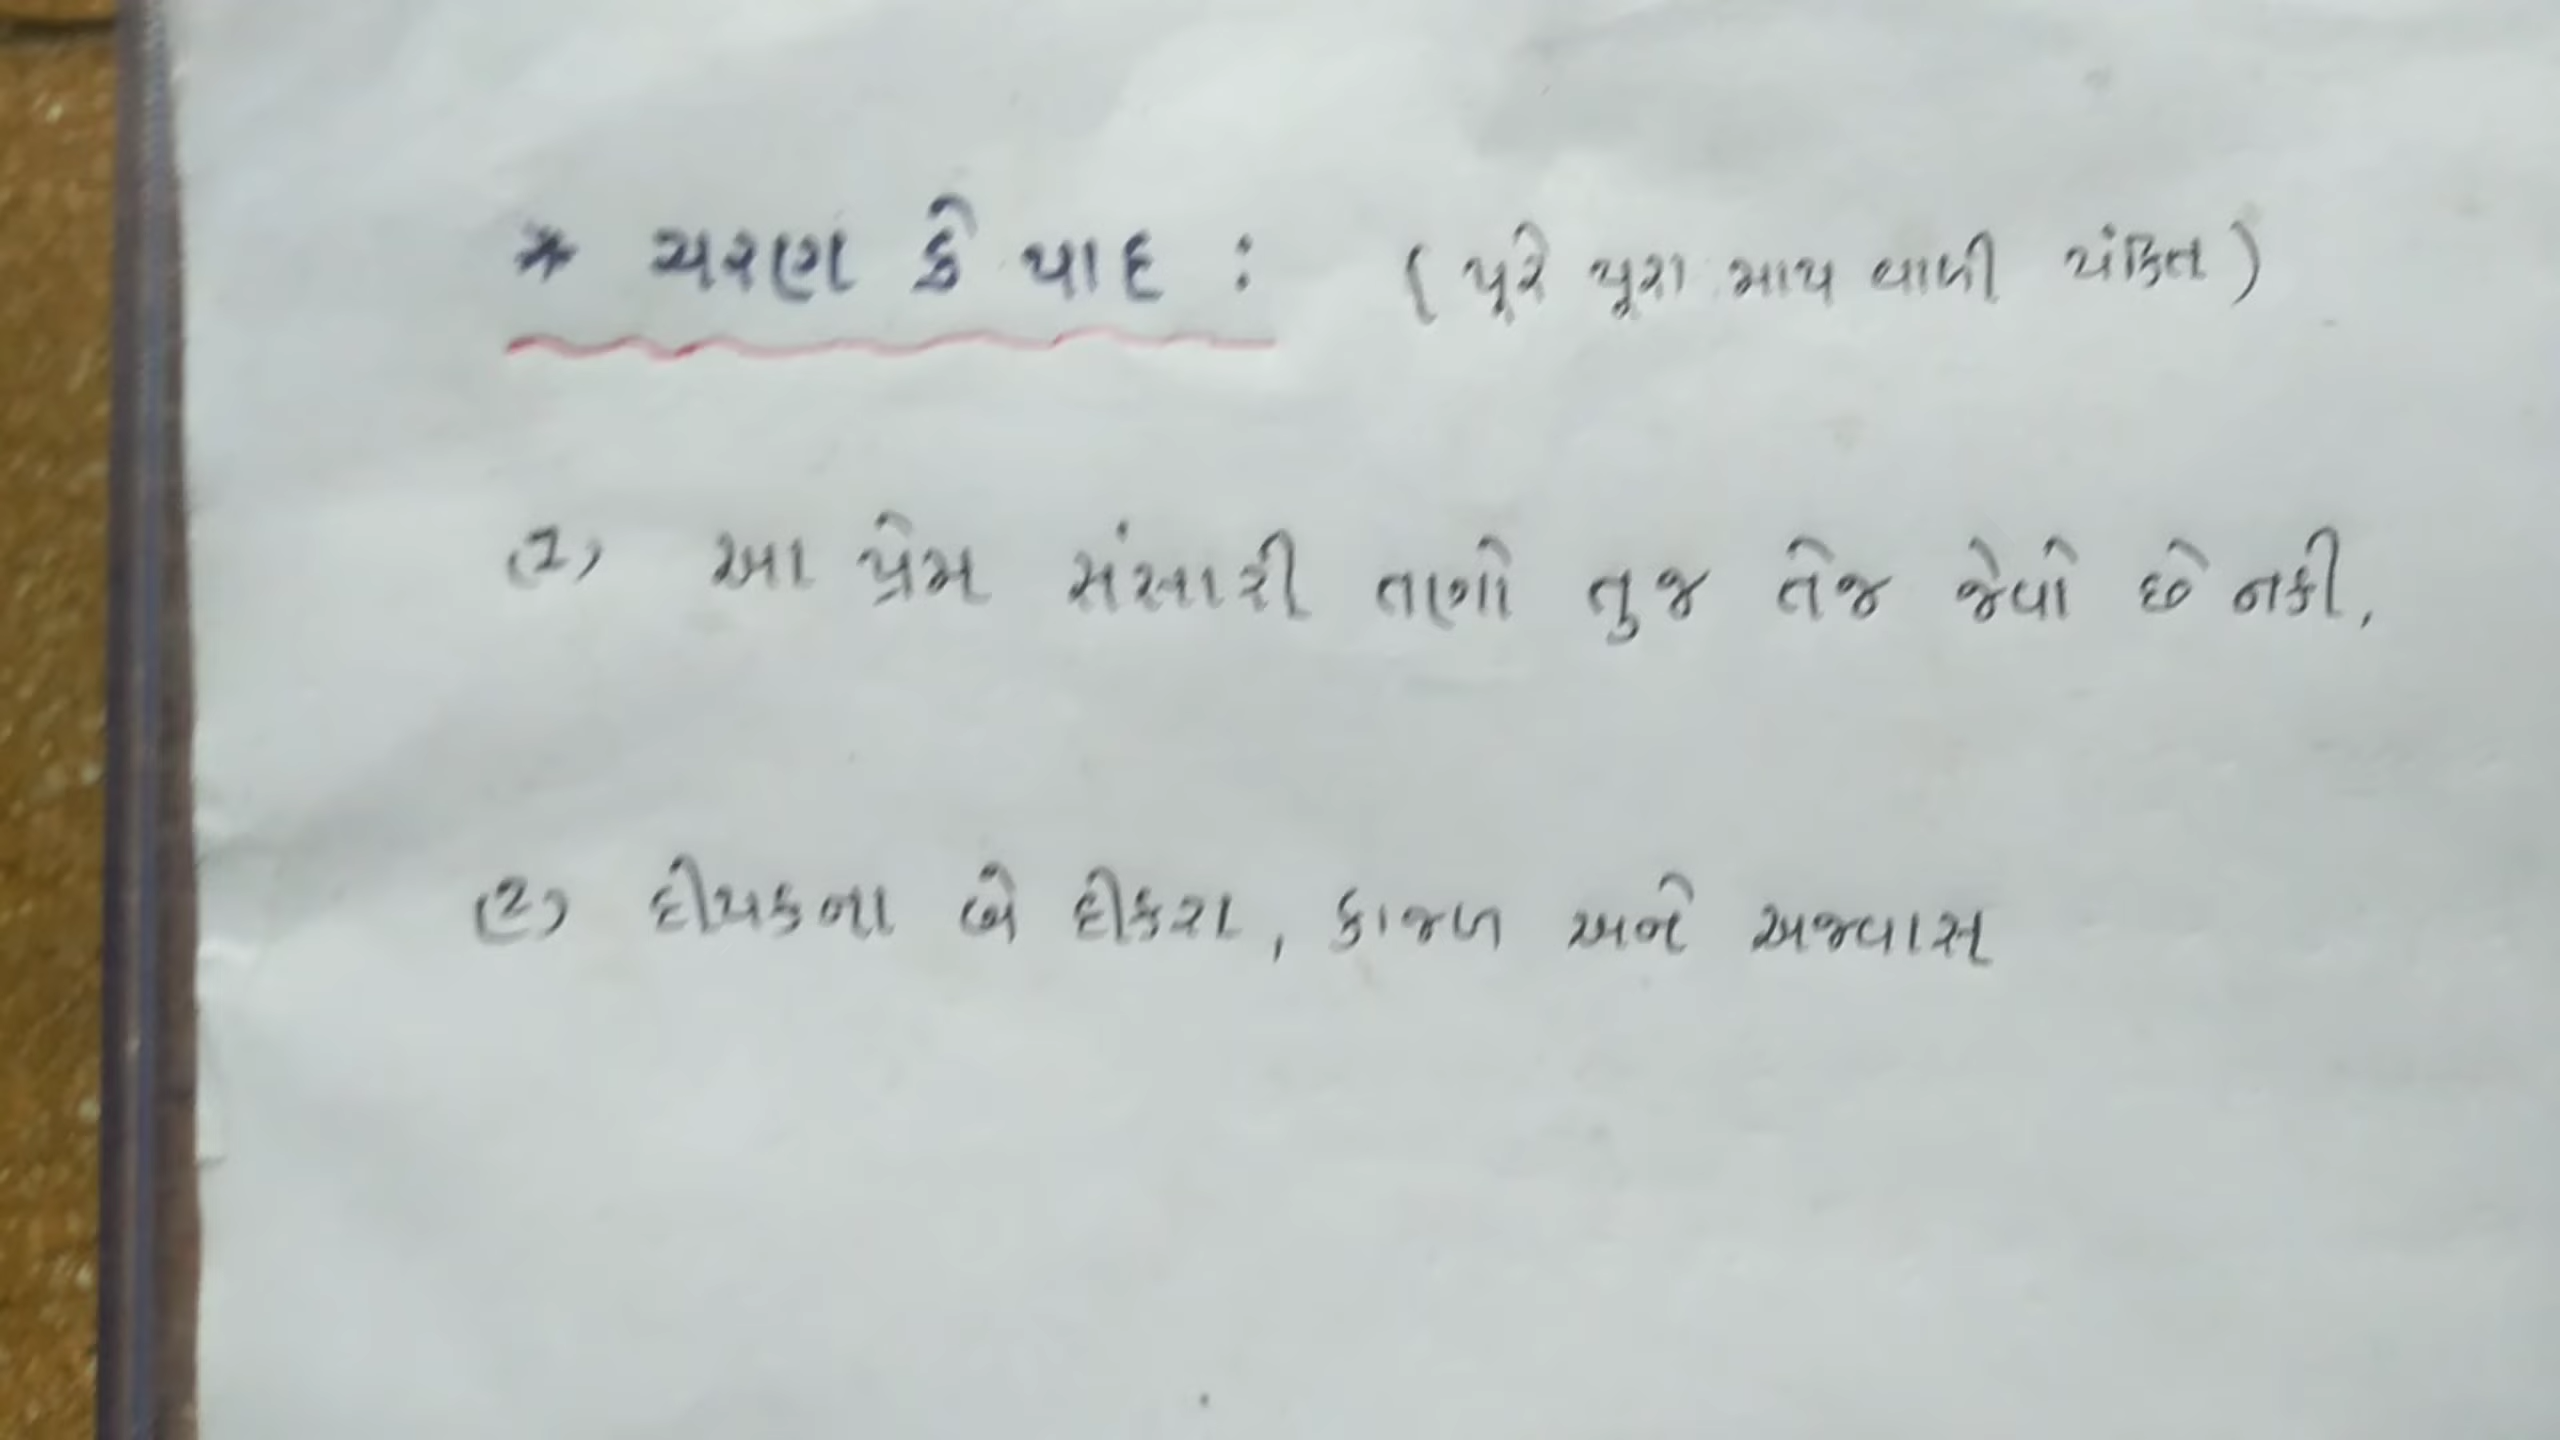 * ચરણ કે પાદ : ( પૂરે પૂરા માપ વાળી પંકિત )
(1) આ પ્રેમ સંસારી તણો તુજ તેજ જેવો છે નકી,
(2) દીપકના બે દીકરા, કાજળ અને અજવાસ